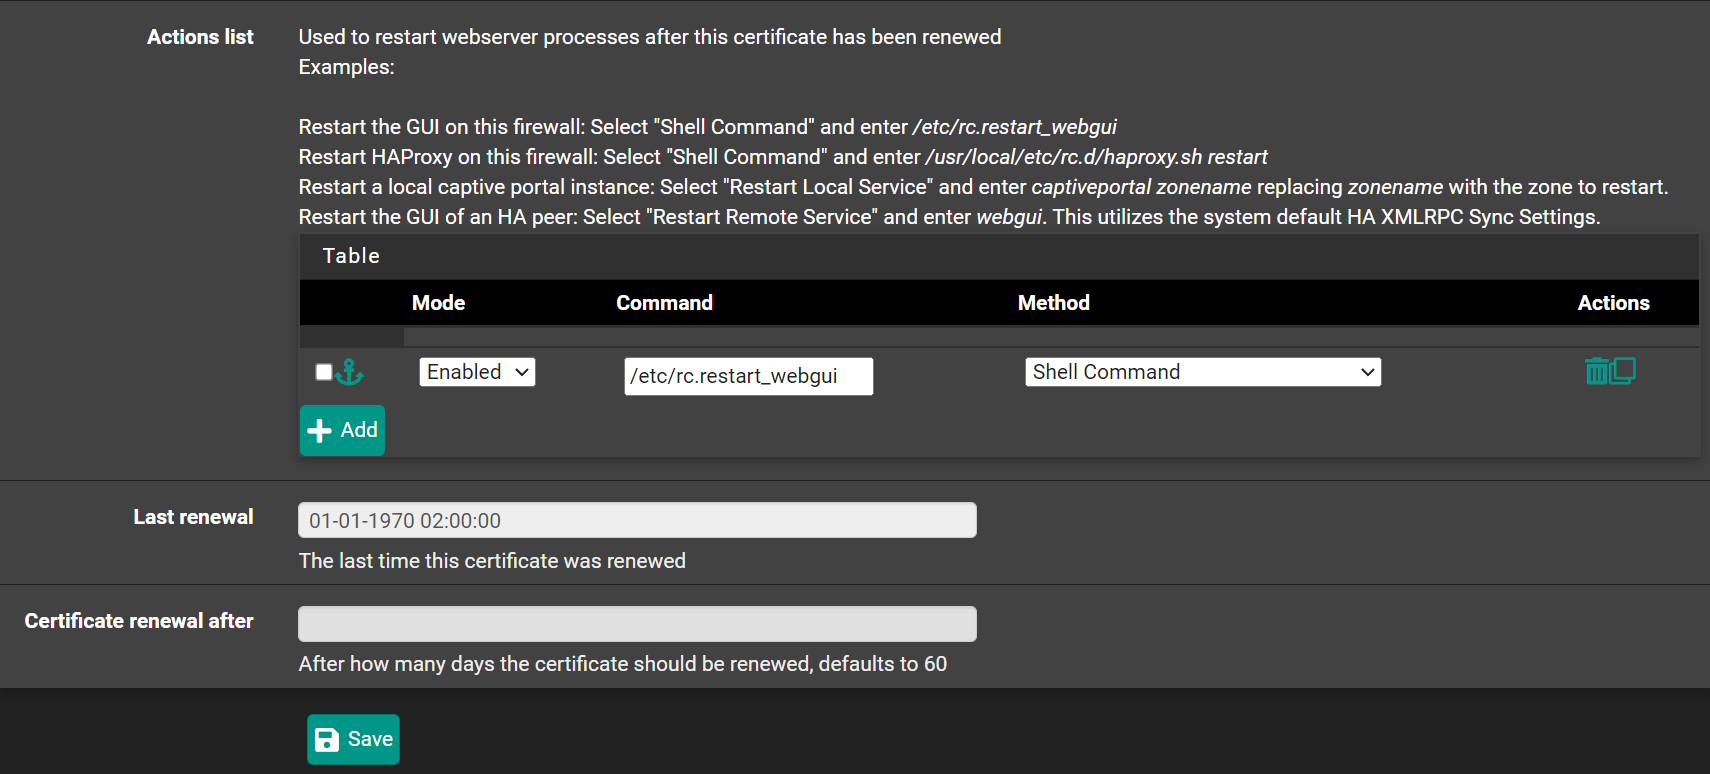 Actions list
Used to restart webserver processes after this certificate has been renewed
Examples:
Restart the GUI on this firewall: Select "Shell Command" and enter /etc/rc.restart_webgui
Restart HAProxy on this firewall: Select "Shell Command" and enter /usr/local/etc/rc.d/haproxy.sh restart
Restart a local captive portal instance: Select "Restart Local Service" and enter captiveportal zonename replacing zonename with the zone to restart.
Restart the GUI of an HA peer: Select "Restart Remote Service" and enter webgui. This utilizes the system default HA XMLRPC Sync Settings.
Table
Mode Command Method Actions
Enabled /etc/rc.restart_webgui Shell Command
Add
Last renewal 01-01-1970 02:00:00
The last time this certificate was renewed
Certificate renewal after
After how many days the certificate should be renewed, defaults to 60
Save